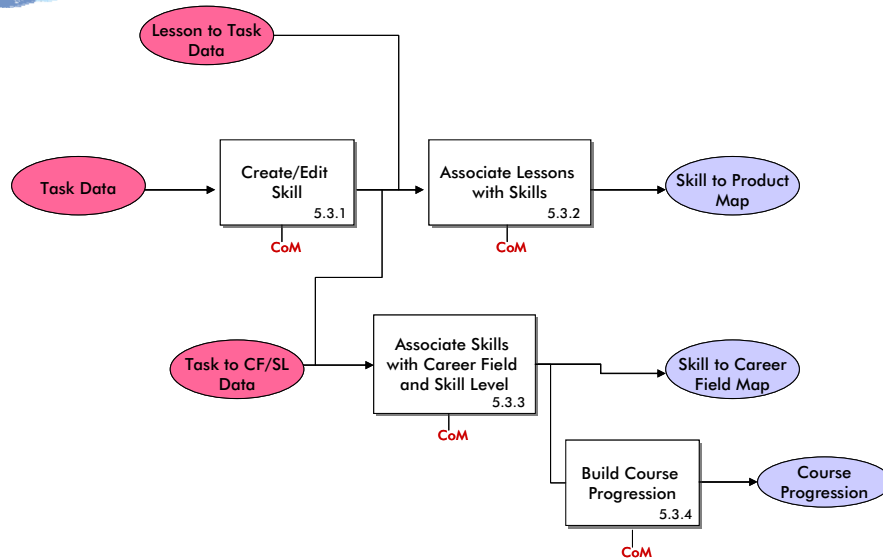 Lesson to Task
Data
Task Data
Create/Edit
Skill
5.3.1
CoM
Associate Lessons
with Skills
5.3.2
CoM
Skill to Product
Map
Task to CF/SL
Data
Associate Skills
with Career Field
and Skill Level
5.3.3
CoM
Skill to Career
Field Map
Build Course
Progression
5.3.4
CoM
Course
Progression